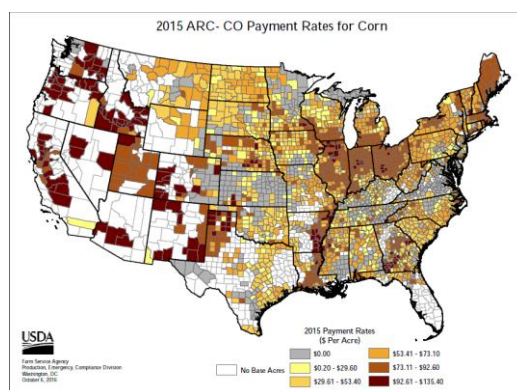 2015 ARC- CO Payment Rates for Corn
USDA
Farm Service Agency
Production, Emergency, Compliance Division
Washington, DC
October 6, 2016
2015 Payment Rates
($ Per Acre)
No Base Acres
$0.00
$0.20 - $29.60
$29.61 - $53.40
$53.41 - $73.10
$73.11 - $92.60
$92.61 - $135.40